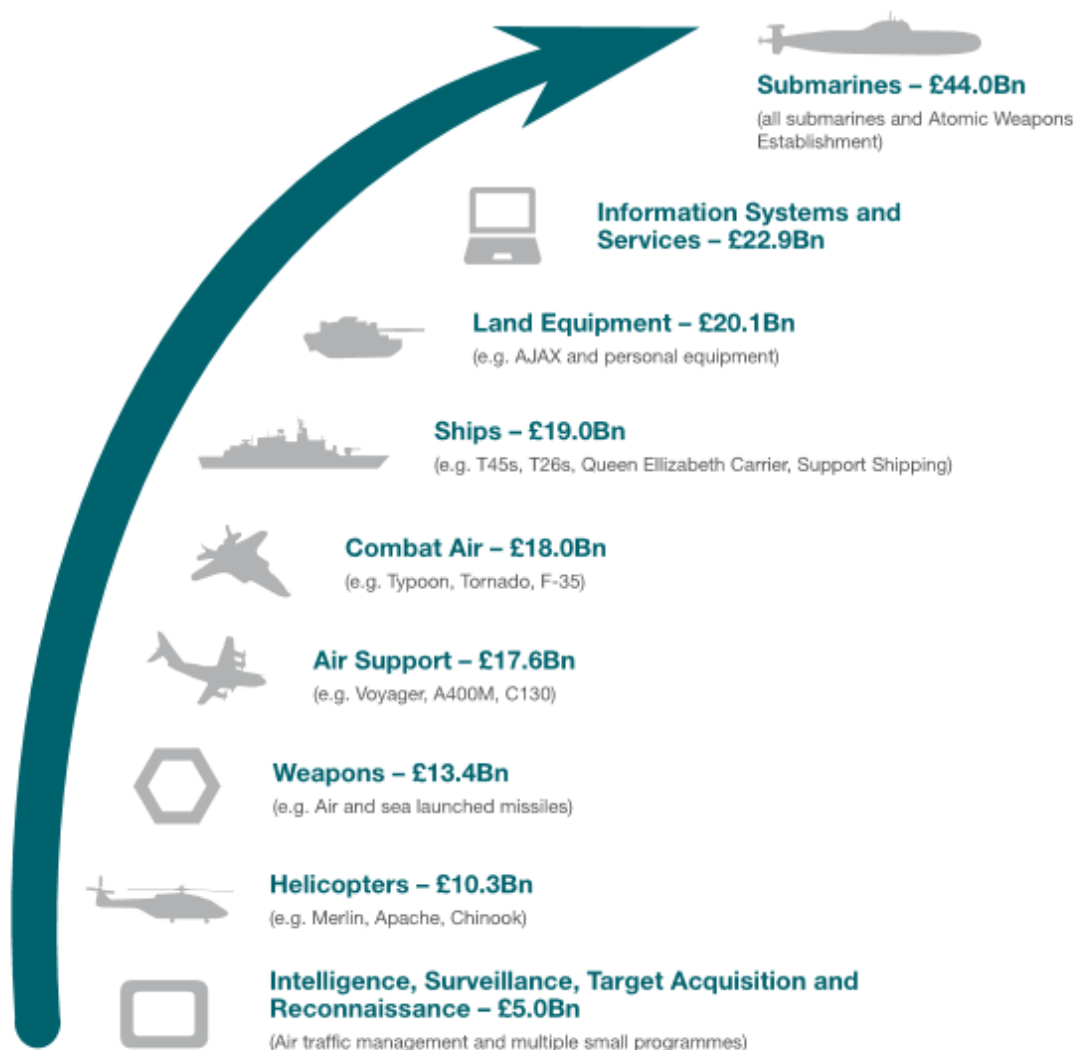 Submarines – £44.0Bn
(all submarines and Atomic Weapons
Establishment)
Information Systems and
Services – £22.9Bn
Land Equipment – £20.1Bn
(e.g. AJAX and personal equipment)
Ships – £19.0Bn
(e.g. T45s, T26s, Queen Ellizabeth Carrier, Support Shipping)
Combat Air – £18.0Bn
(e.g. Typoon, Tornado, F-35)
Air Support – £17.6Bn
(e.g. Voyager, A400M, C130)
Weapons – £13.4Bn
(e.g. Air and sea launched missiles)
Helicopters – £10.3Bn
(e.g. Merlin, Apache, Chinook)
Intelligence, Surveillance, Target Acquisition and
Reconnaissance – £5.0Bn
(Air traffic management and multiple small programmes)